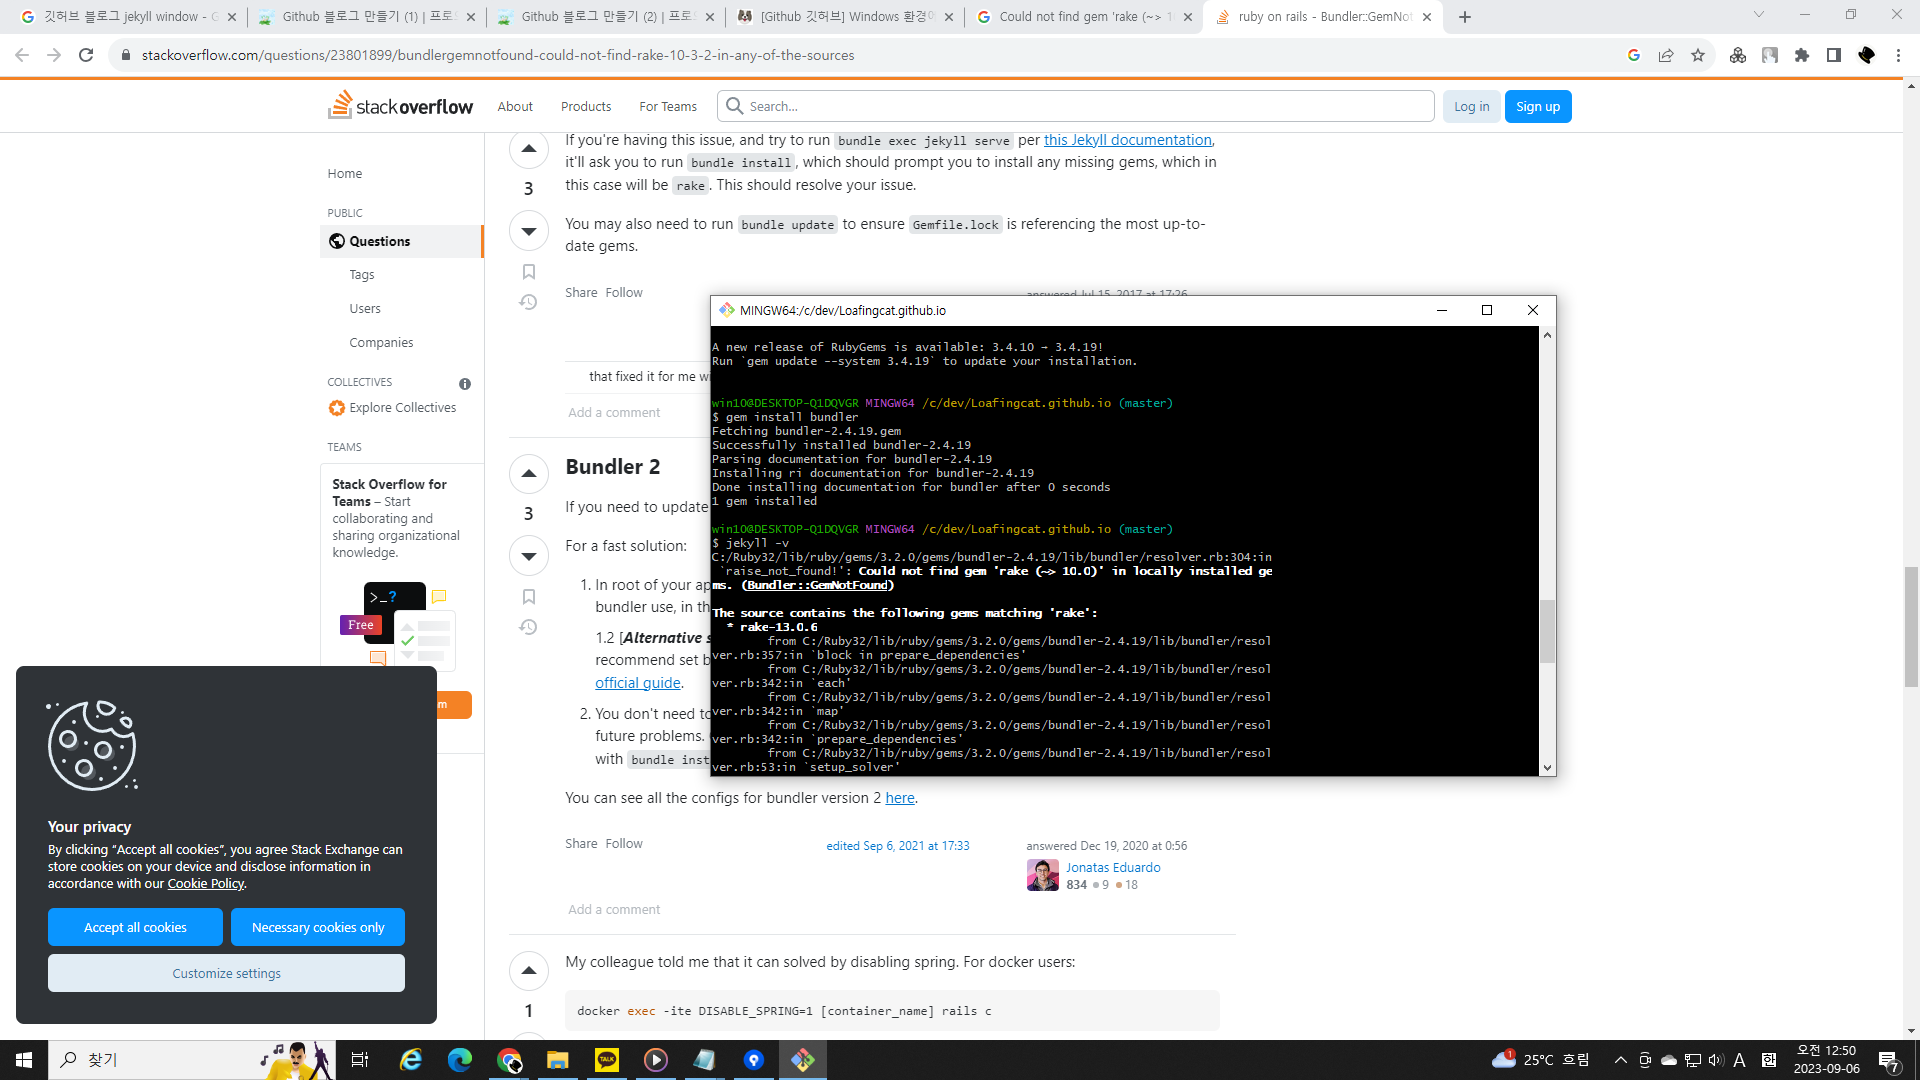 깃허브 블로그 jekyll window - G
Github 블로그 만들기 (1) | 프로
Github 블로그 만들기 (2) | 프로
[Github 깃허브] Windows 환경에
Could not find gem 'rake (~> 1
ruby on rails - Bundler::GemNot
stackoverflow.com/questions/23801899/bundlergemnotfound-could-not-find-rake-10-3-2-in-any-of-the-sources
stackoverflow
About
Products
For Teams
Search...
Log in
Sign up
Home
PUBLIC
Questions
Tags
Users
Companies
COLLECTIVES
Explore Collectives
TEAMS
Stack Overflow for
Teams – Start
collaborating and
sharing organizational
knowledge.
>_?
Free
m
If you're having this issue, and try to run bundle exec jekyll serve per this Jekyll documentation,
it'll ask you to run bundle install, which should prompt you to install any missing gems, which in
this case will be rake. This should resolve your issue.
3
You may also need to run bundle update to ensure Gemfile.lock is referencing the most up-to-
date gems.
Share Follow
answered Jul 15, 2017 at 17:26
that fixed it for me wi
Add a comment
Bundler 2
3
If you need to update
For a fast solution:
1. In root of your ap
bundler use, in th
1.2 [Alternative s
recommend set b
official guide.
2. You don't need to
future problems.
with bundle inst
You can see all the configs for bundler version 2 here.
Share Follow
edited Sep 6, 2021 at 17:33
answered Dec 19, 2020 at 0:56
Jonatas Eduardo
834 9 18
Add a comment
My colleague told me that it can solved by disabling spring. For docker users:
1
docker exec -ite DISABLE_SPRING=1 [container_name] rails c
MINGW64:/c/dev/Loafingcat.github.io
A new release of RubyGems is available: 3.4.10 → 3.4.19!
Run `gem update --system 3.4.19` to update your installation.
win10@DESKTOP-Q1DQVGR MINGW64 /c/dev/Loafingcat.github.io (master)
$ gem install bundler
Fetching bundler-2.4.19.gem
Successfully installed bundler-2.4.19
Parsing documentation for bundler-2.4.19
Installing ri documentation for bundler-2.4.19
Done installing documentation for bundler after 0 seconds
1 gem installed
win10@DESKTOP-Q1DQVGR MINGW64 /c/dev/Loafingcat.github.io (master)
$ jekyll -v
C:/Ruby32/lib/ruby/gems/3.2.0/gems/bundler-2.4.19/lib/bundler/resolver.rb:304:in
`raise_not_found!': Could not find gem 'rake (~> 10.0)' in locally installed ge
ms. (Bundler::GemNotFound)
The source contains the following gems matching 'rake':
* rake-13.0.6
from C:/Ruby32/lib/ruby/gems/3.2.0/gems/bundler-2.4.19/lib/bundler/resol
ver.rb:357:in `block in prepare_dependencies'
from C:/Ruby32/lib/ruby/gems/3.2.0/gems/bundler-2.4.19/lib/bundler/resol
ver.rb:342:in `each'
from C:/Ruby32/lib/ruby/gems/3.2.0/gems/bundler-2.4.19/lib/bundler/resol
ver.rb:342:in `map'
from C:/Ruby32/lib/ruby/gems/3.2.0/gems/bundler-2.4.19/lib/bundler/resol
ver.rb:342:in `prepare_dependencies'
from C:/Ruby32/lib/ruby/gems/3.2.0/gems/bundler-2.4.19/lib/bundler/resol
ver.rb:53:in `setup_solver'
Your privacy
By clicking “Accept all cookies”, you agree Stack Exchange can
store cookies on your device and disclose information in
accordance with our Cookie Policy.
Accept all cookies
Necessary cookies only
Customize settings
찾기
TALK
1
25°C 흐림
A
한
오전 12:50
2023-09-06
7